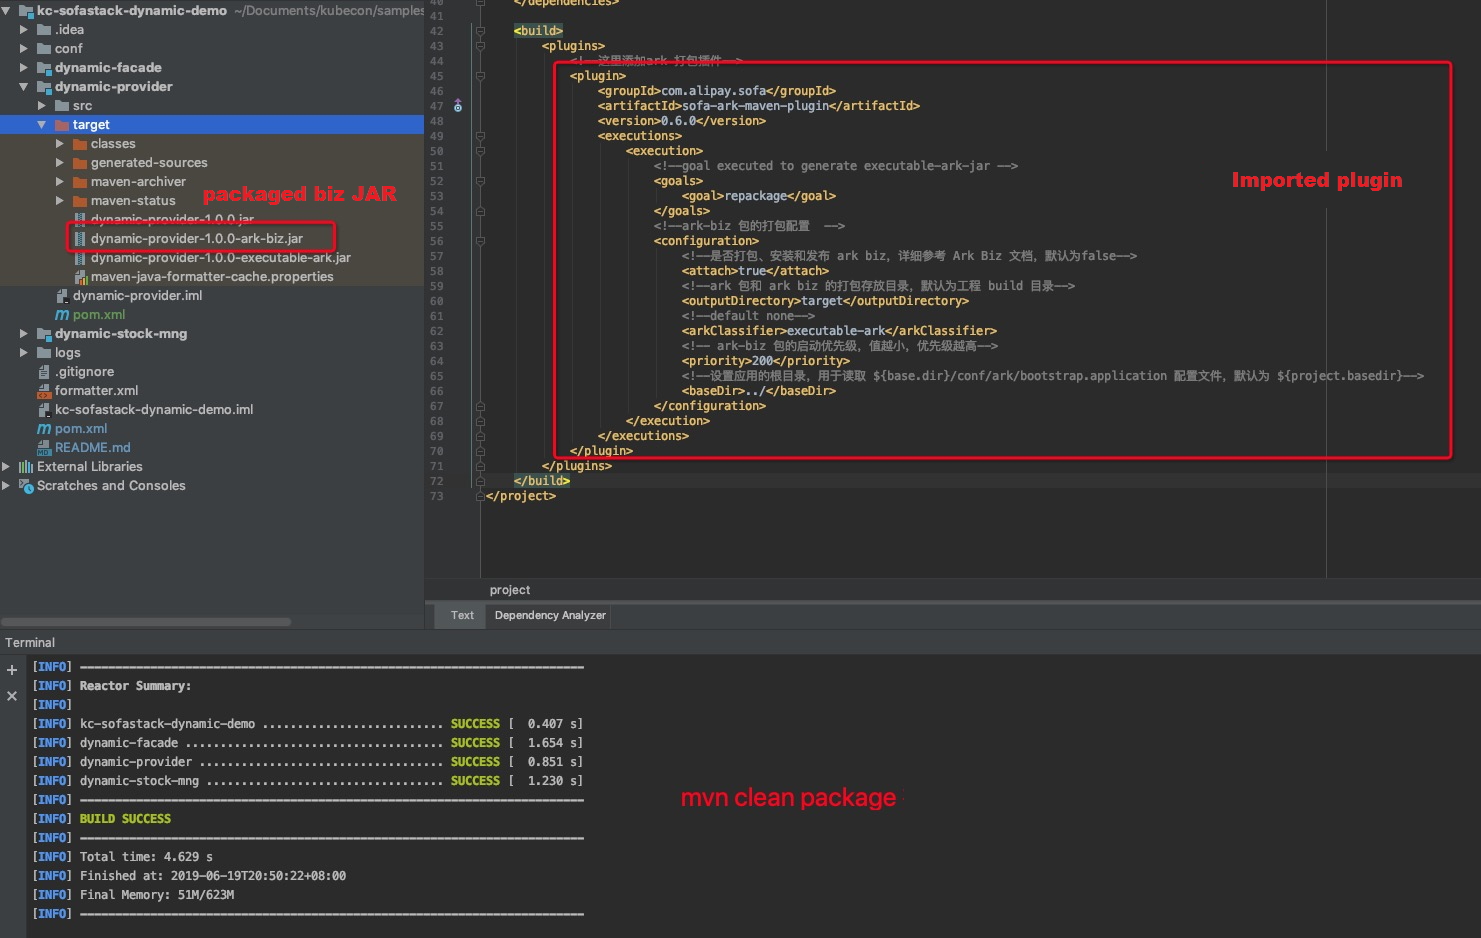 kc-sofastack-dynamic-demo ~/Documents/kubecon/samples
.idea
conf
dynamic-facade
dynamic-provider
src
target
classes
generated-sources
maven-archiver
maven-status
packaged biz JAR
dynamic-provider-1.0.0.jar
dynamic-provider-1.0.0-ark-biz.jar
dynamic-provider-1.0.0-executable-ark.jar
maven-java-formatter-cache.properties
dynamic-provider.iml
pom.xml
dynamic-stock-mng
logs
.gitignore
formatter.xml
kc-sofastack-dynamic-demo.iml
pom.xml
README.md
External Libraries
Scratches and Consoles
40 </dependencies>
41
42 <build>
43 <plugins>
44 <!--这里添加ark 打包插件-->
45 <plugin>
46 <groupId>com.alipay.sofa</groupId>
47 <artifactId>sofa-ark-maven-plugin</artifactId>
48 <version>0.6.0</version>
49 <executions>
50 <execution>
51 <!--goal executed to generate executable-ark-jar -->
52 <goals>
53 <goal>repackage</goal>
54 </goals>
55 <!--ark-biz 包的打包配置  -->
56 <configuration>
57 <!--是否打包、安装和发布 ark biz，详细参考 Ark Biz 文档，默认为false-->
58 <attach>true</attach>
59 <!--ark 包和 ark biz 的打包存放目录，默认为工程 build 目录-->
60 <outputDirectory>target</outputDirectory>
61 <!--default none-->
62 <arkClassifier>executable-ark</arkClassifier>
63 <!-- ark-biz 包的启动优先级，值越小，优先级越高-->
64 <priority>200</priority>
65 <!--设置应用的根目录，用于读取 ${base.dir}/conf/ark/bootstrap.application 配置文件，默认为 ${project.basedir}-->
66 <baseDir>../</baseDir>
67 </configuration>
68 </execution>
69 </executions>
70 </plugin>
71 </plugins>
72 </build>
73 </project>
Imported plugin
project
Text Dependency Analyzer
Terminal
[INFO] ------------------------------------------------------------------------
[INFO] Reactor Summary:
[INFO]
[INFO] kc-sofastack-dynamic-demo .......................... SUCCESS [  0.407 s]
[INFO] dynamic-facade ..................................... SUCCESS [  1.654 s]
[INFO] dynamic-provider ................................... SUCCESS [  0.851 s]
[INFO] dynamic-stock-mng .................................. SUCCESS [  1.230 s]
[INFO] ------------------------------------------------------------------------
[INFO] BUILD SUCCESS
[INFO] ------------------------------------------------------------------------
[INFO] Total time: 4.629 s
[INFO] Finished at: 2019-06-19T20:50:22+08:00
[INFO] Final Memory: 51M/623M
[INFO] ------------------------------------------------------------------------
mvn clean package